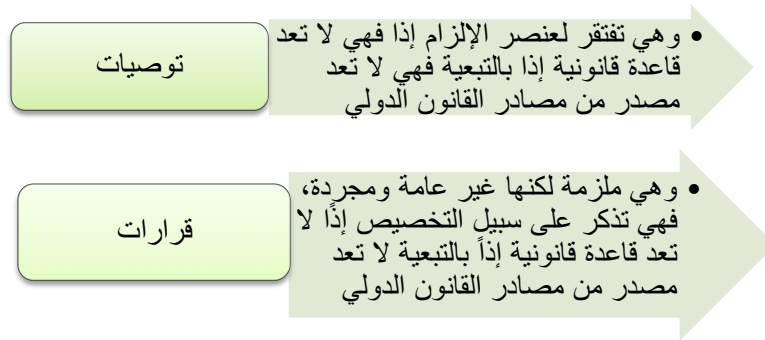 توصيات
• وهي تفتقر لعنصر الإلزام إذا فهي لا تعد
قاعدة قانونية إذا بالتبعية فهي لا تعد
مصدر من مصادر القانون الدولي
قرارات
• وهي ملزمة لكنها غير عامة ومجردة،
فهي تذكر على سبيل التخصيص إذًا لا
تعد قاعدة قانونية إذاً بالتبعية لا تعد
مصدر من مصادر القانون الدولي